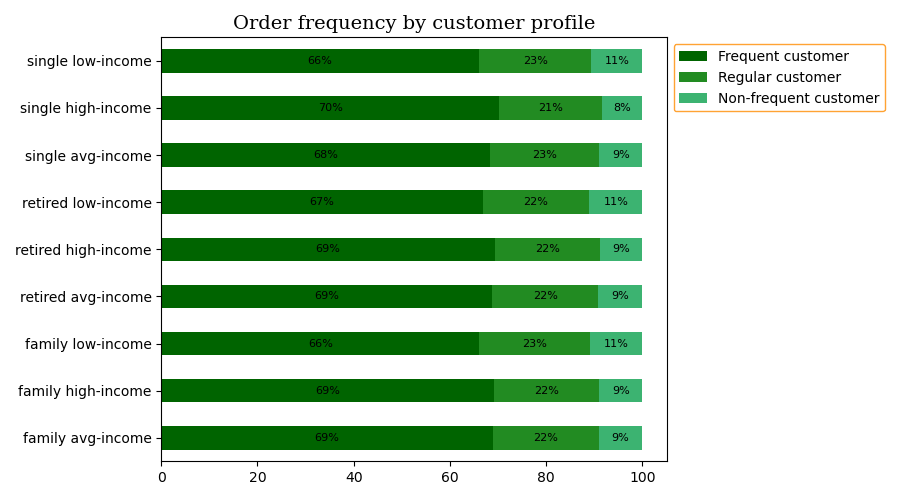 Order frequency by customer profile
Frequent customer
Regular customer
Non-frequent customer
single low-income 66% 23% 11%
single high-income 70% 21% 8%
single avg-income 68% 23% 9%
retired low-income 67% 22% 11%
retired high-income 69% 22% 9%
retired avg-income 69% 22% 9%
family low-income 66% 23% 11%
family high-income 69% 22% 9%
family avg-income 69% 22% 9%
0 20 40 60 80 100